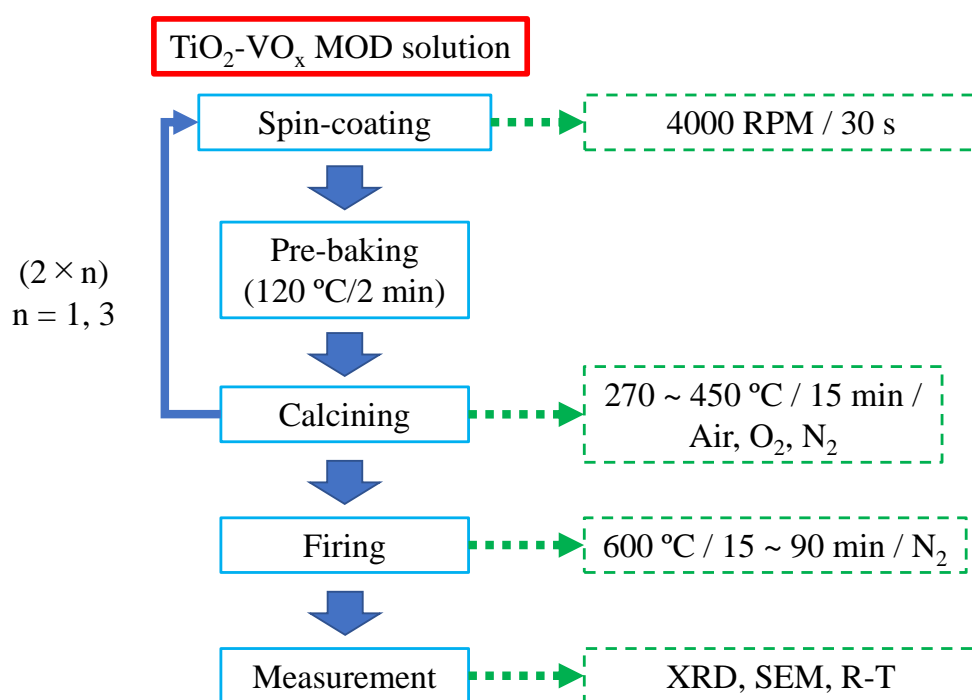 TiO₂-VOₓ MOD solution
Spin-coating
4000 RPM / 30 s
Pre-baking
(120 ºC/2 min)
(2 × n)
n = 1, 3
Calcining
270 ~ 450 ºC / 15 min /
Air, O₂, N₂
Firing
600 ºC / 15 ~ 90 min / N₂
Measurement
XRD, SEM, R-T